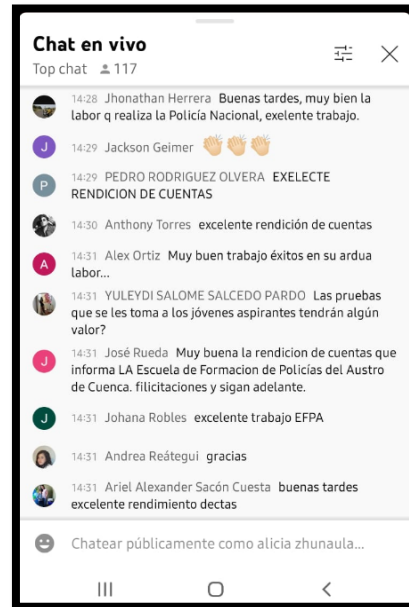 Chat en vivo
Top chat 117
14:28 Jhonathan Herrera Buenas tardes, muy bien la
labor q realiza la Policía Nacional, exelente trabajo.
J 14:29 Jackson Geimer
P 14:29 PEDRO RODRIGUEZ OLVERA EXELECTE
RENDICION DE CUENTAS
14:30 Anthony Torres excelente rendición de cuentas
A 14:31 Alex Ortiz Muy buen trabajo éxitos en su ardua
labor...
14:31 YULEYDI SALOME SALCEDO PARDO Las pruebas
que se les toma a los jóvenes aspirantes tendrán algún
valor?
J 14:31 José Rueda Muy buena la rendicion de cuentas que
informa LA Escuela de Formacion de Policías del Austro
de Cuenca. filicitaciones y sigan adelante.
J 14:31 Johana Robles excelente trabajo EFPA
14:31 Andrea Reátegui gracias
14:31 Ariel Alexander Sacón Cuesta buenas tardes
excelente rendimiento dectas
Chatear públicamente como alicia zhunaula...